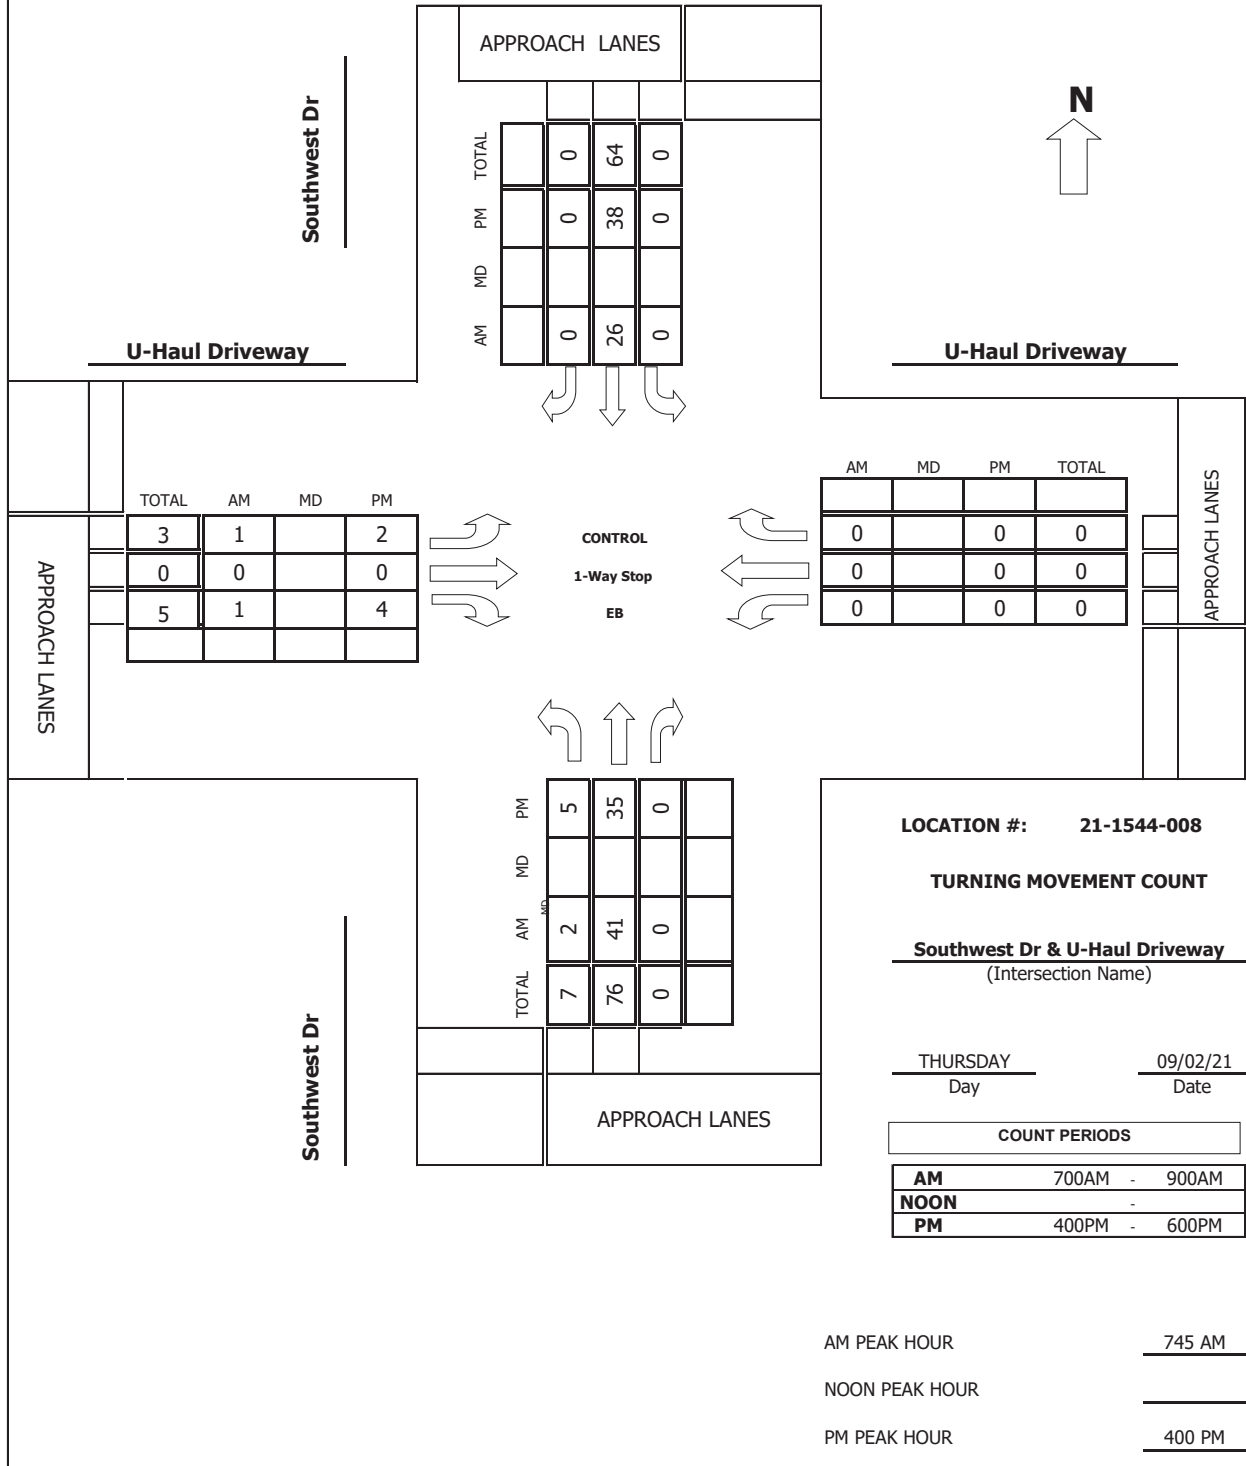 APPROACH LANES
Southwest Dr
N
TOTAL 0 64 0
PM 0 38 0
MD
AM 0 26 0
U-Haul Driveway
U-Haul Driveway
AM MD PM TOTAL
0 0 0
0 0 0
0 0 0
APPROACH LANES
TOTAL AM MD PM
3 1 2
0 0 0
5 1 4
APPROACH LANES
CONTROL
1-Way Stop
EB
PM 5 35 0
MD
MD
AM 2 41 0
TOTAL 7 76 0
APPROACH LANES
Southwest Dr
LOCATION #: 21-1544-008
TURNING MOVEMENT COUNT
Southwest Dr & U-Haul Driveway
(Intersection Name)
THURSDAY 09/02/21
Day Date
COUNT PERIODS
AM 700AM - 900AM
NOON -
PM 400PM - 600PM
AM PEAK HOUR 745 AM
NOON PEAK HOUR
PM PEAK HOUR 400 PM